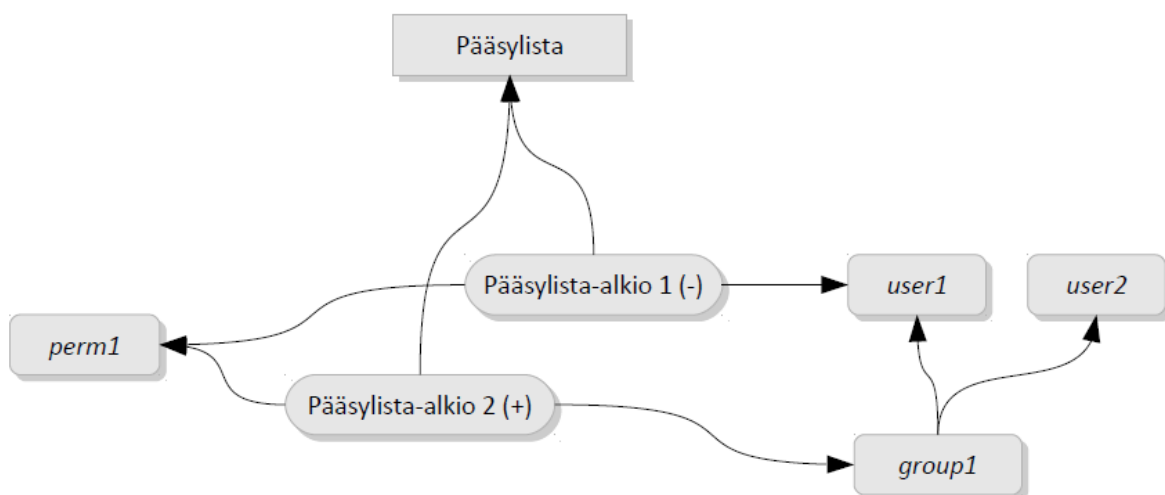 Pääsylista
Pääsylista-alkio 1 (-)
user1
user2
perm1
Pääsylista-alkio 2 (+)
group1